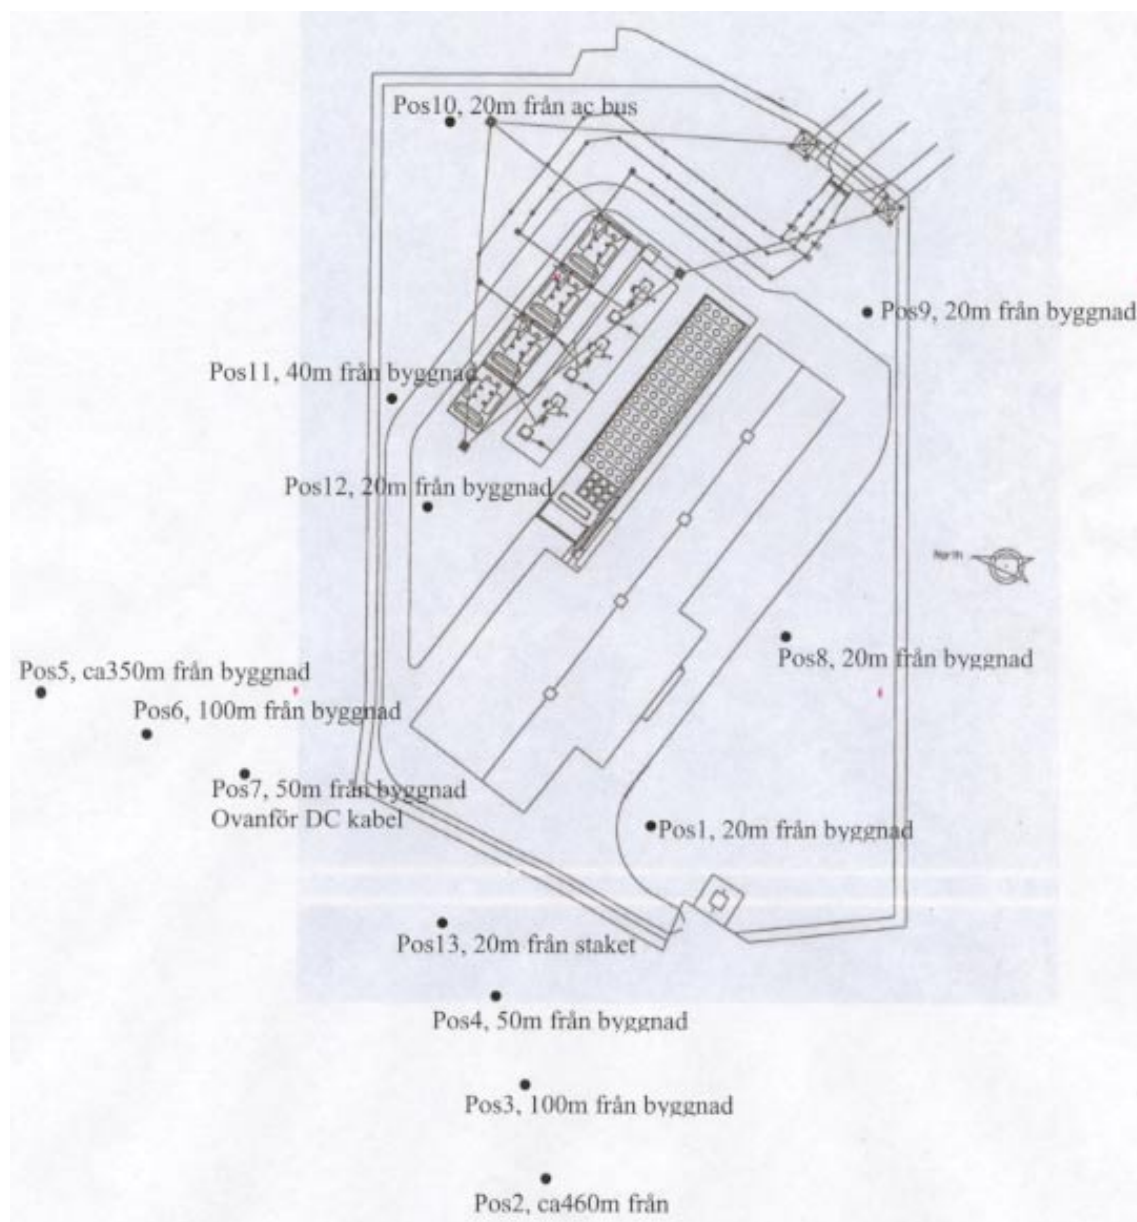 Pos10, 20m från ac bus
Pos9, 20m från byggnad
Pos11, 40m från byggnad
Pos12, 20m från byggnad
North
Pos8, 20m från byggnad
Pos5, ca350m från byggnad
Pos6, 100m från byggnad
Pos7, 50m från byggnad
Ovanför DC kabel
Pos1, 20m från byggnad
Pos13, 20m från staket
Pos4, 50m från byggnad
Pos3, 100m från byggnad
Pos2, ca460m från